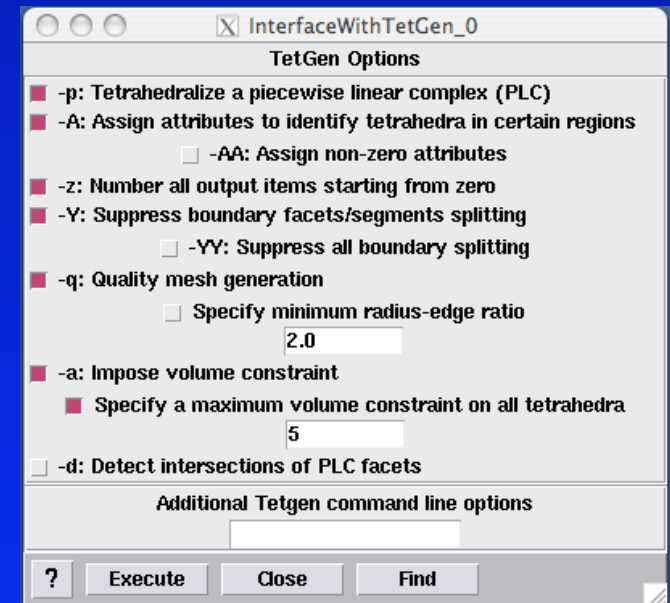 InterfaceWithTetGen_0
TetGen Options
-p: Tetrahedralize a piecewise linear complex (PLC)
-A: Assign attributes to identify tetrahedra in certain regions
-AA: Assign non-zero attributes
-z: Number all output items starting from zero
-Y: Suppress boundary facets/segments splitting
-YY: Suppress all boundary splitting
-q: Quality mesh generation
Specify minimum radius-edge ratio
2.0
-a: Impose volume constraint
Specify a maximum volume constraint on all tetrahedra
5
-d: Detect intersections of PLC facets
Additional Tetgen command line options
? Execute Close Find